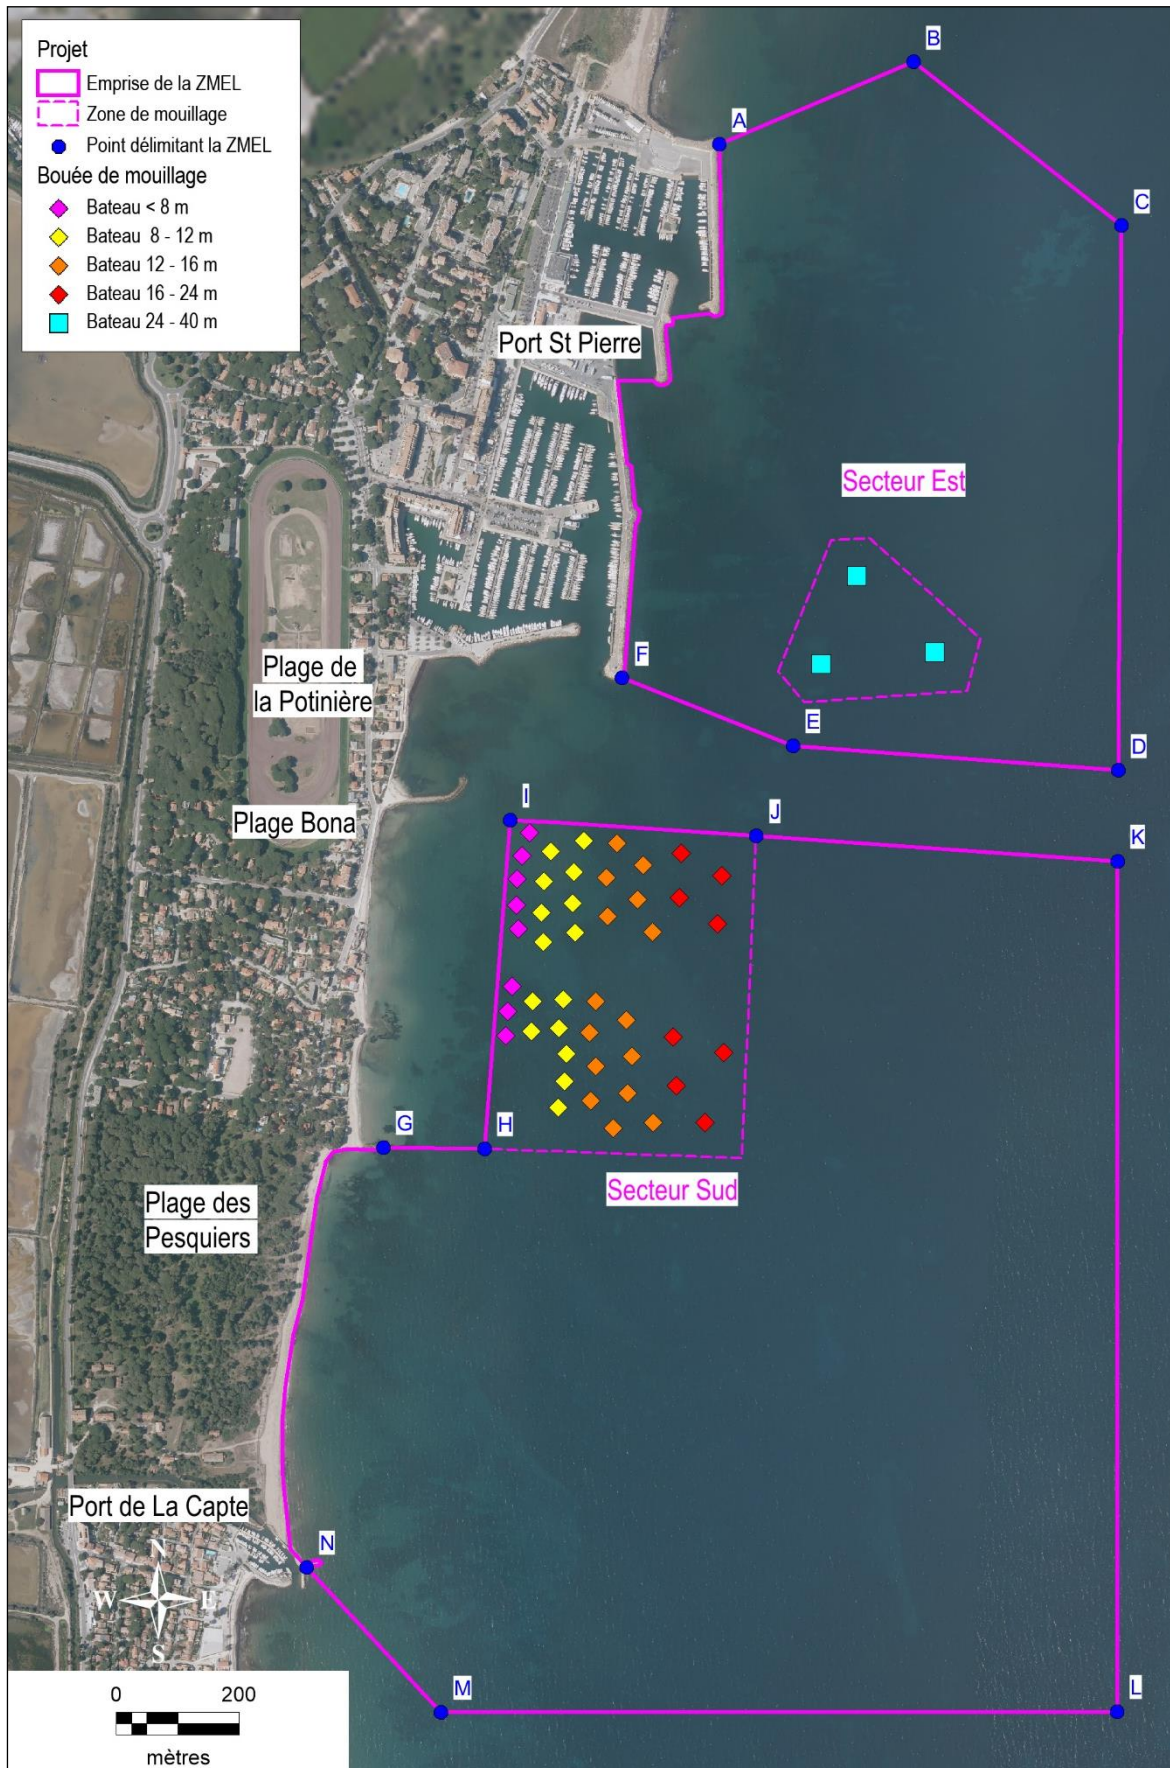 Projet
Emprise de la ZMEL
Zone de mouillage
Point délimitant la ZMEL
Bouée de mouillage
Bateau < 8 m
Bateau 8 - 12 m
Bateau 12 - 16 m
Bateau 16 - 24 m
Bateau 24 - 40 m
B
A
C
Port St Pierre
Secteur Est
F
Plage de
la Potinière
E
D
I
J
Plage Bona
K
G
H
Secteur Sud
Plage des
Pesquiers
Port de La Capte
N
N
W E
S
M
L
0 200
mètres